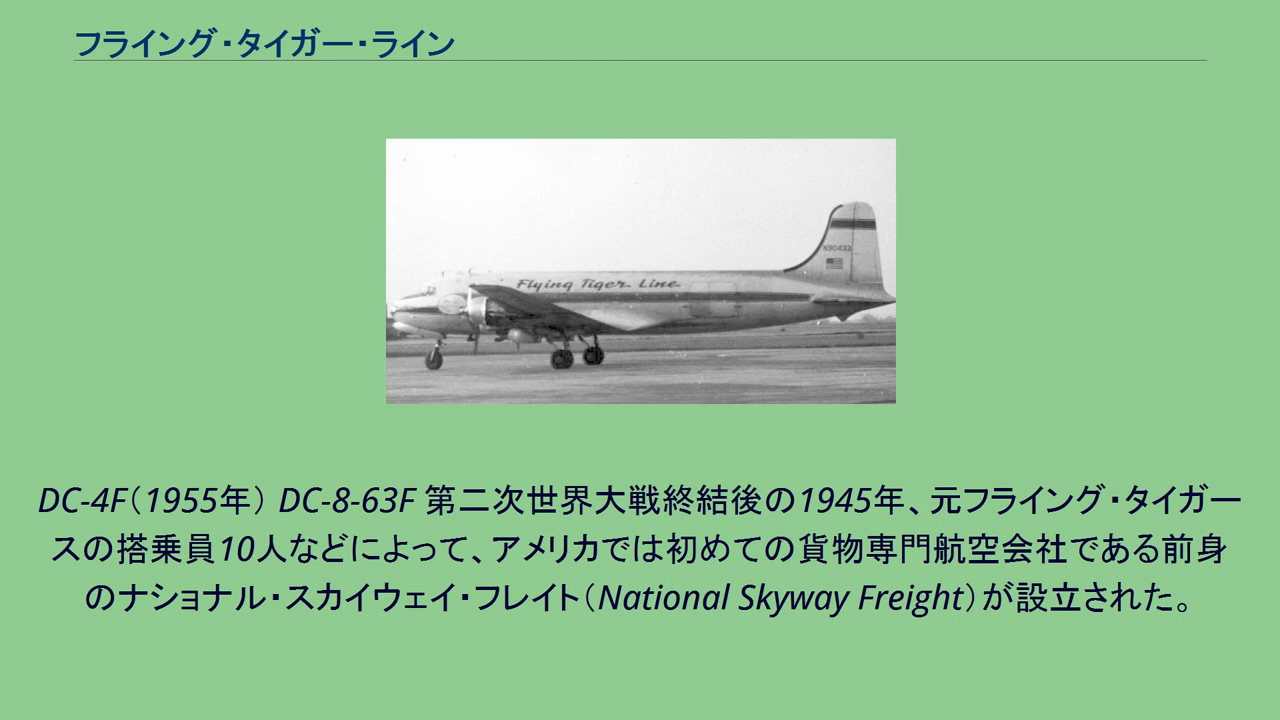 フライング・タイガー・ライン
Flying Tiger Line
N90433
DC-4F（1955年） DC-8-63F 第二次世界大戦終結後の1945年、元フライング・タイガー
スの搭乗員10人などによって、アメリカでは初めての貨物専門航空会社である前身
のナショナル・スカイウェイ・フレイト（National Skyway Freight）が設立された。